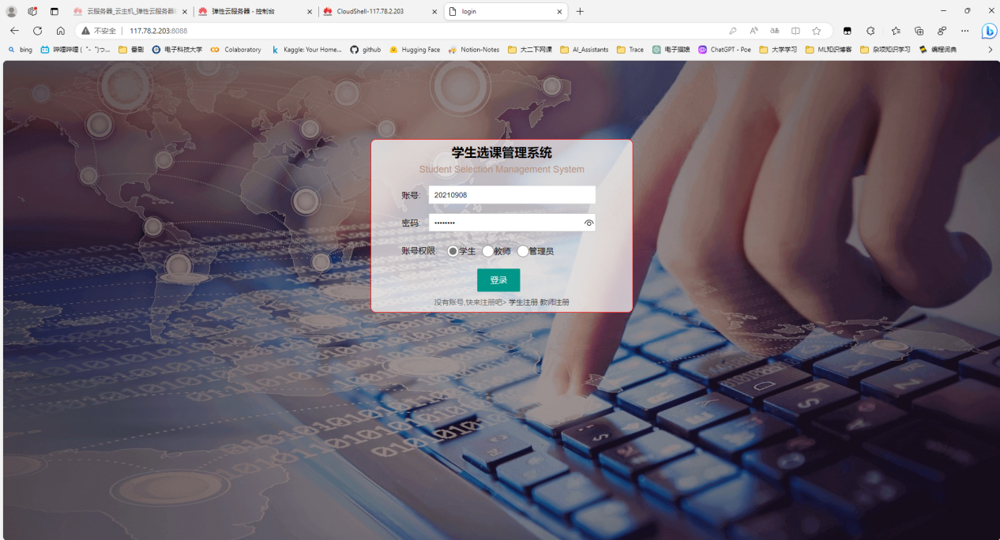 云服务器_云主机_弹性云服务器
弹性云服务器 - 控制台
CloudShell-117.78.2.203
login
不安全 117.78.2.203:8088
bing 哔哩哔哩 ( ゜- ゜)つ... 番剧 电子科技大学 Colaboratory Kaggle: Your Home... github Hugging Face Notion-Notes 大二下网课 AI_Assistants Trace 电子猫娘 ChatGPT - Poe 大学学习 ML知识博客 杂项知识学习 编程词典
学生选课管理系统
Student Selection Management System
账号: 20210908
密码: ••••••••
账号权限: 学生 教师 管理员
登录
没有账号,快来注册吧> 学生注册 教师注册